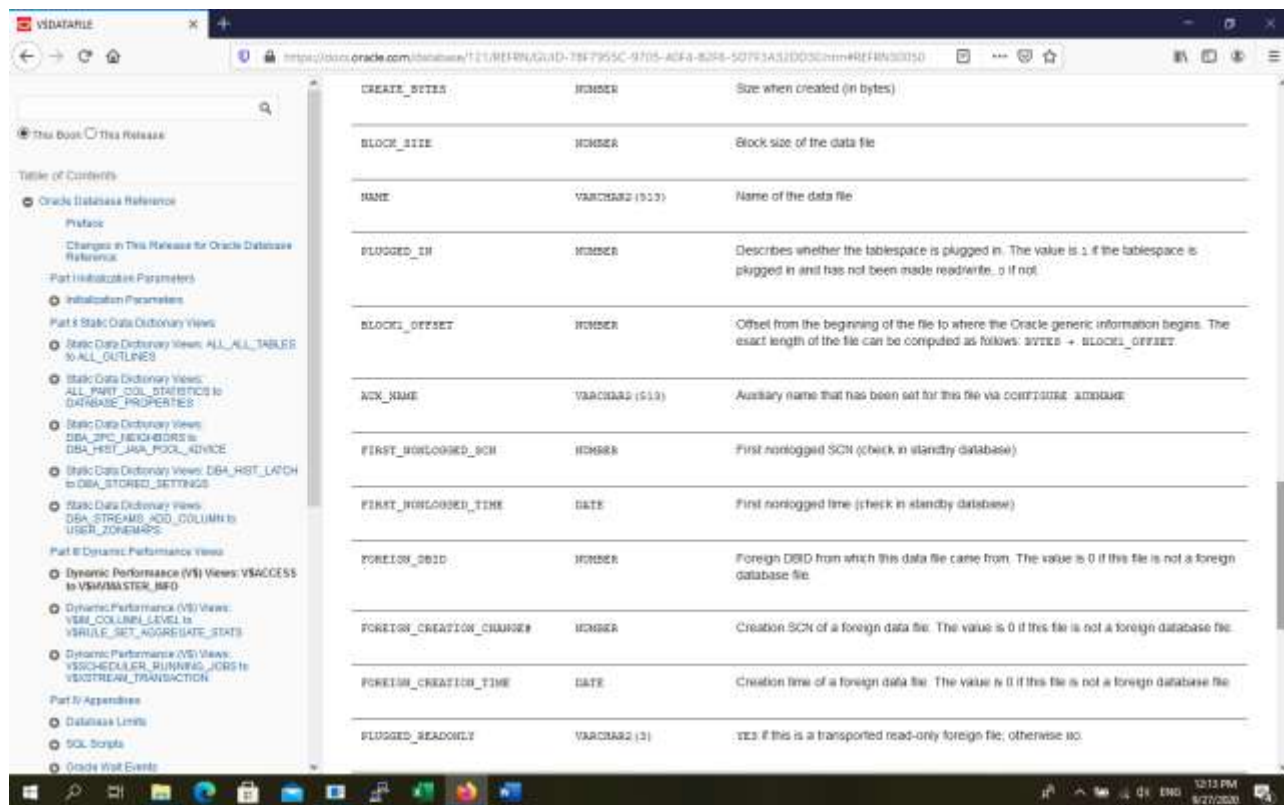 V$DATAFILE
https://docs.oracle.com/database/121/REFRN/
This Book This Release
Table of Contents
Oracle Database Reference
Preface
Changes in This Release for Oracle Database
Reference
Part I Initialization Parameters
Initialization Parameters
Part II Static Data Dictionary Views
Static Data Dictionary Views: ALL_ALL_TABLES
to ALL_OUTLINES
Static Data Dictionary Views:
ALL_PART_COL_STATISTICS to
DATABASE_PROPERTIES
Static Data Dictionary Views:
DBA_2PC_NEIGHBORS to
DBA_HIST_JAVA_POOL_ADVICE
Static Data Dictionary Views: DBA_HIST_LATCH
to DBA_STORED_SETTINGS
Static Data Dictionary Views:
DBA_STREAMS_ADD_COLUMN to
USER_ZONEMAPS
Part III Dynamic Performance Views
Dynamic Performance (V$) Views: V$ACCESS
to V$HVMASTER_INFO
Dynamic Performance (V$) Views:
V$IM_COLUMN_LEVEL to
V$RULE_SET_AGGREGATE_STATS
Dynamic Performance (V$) Views:
V$SCHEDULER_RUNNING_JOBS to
V$XSTREAM_TRANSACTION
Part IV Appendixes
Database Limits
SQL Scripts
Oracle Wait Events
CREATE_BYTES NUMBER Size when created (in bytes)
BLOCK_SIZE NUMBER Block size of the data file
NAME VARCHAR2(513) Name of the data file
PLUGGED_IN NUMBER Describes whether the tablespace is plugged in. The value is 1 if the tablespace is
plugged in and has not been made read/write, 0 if not.
BLOCK1_OFFSET NUMBER Offset from the beginning of the file to where the Oracle generic information begins. The
exact length of the file can be computed as follows: BYTES + BLOCK1_OFFSET
AUX_NAME VARCHAR2(513) Auxiliary name that has been set for this file via CONFIGURE AUXNAME
FIRST_NONLOGGED_SCN NUMBER First nonlogged SCN (check in standby database)
FIRST_NONLOGGED_TIME DATE First nonlogged time (check in standby database)
FOREIGN_DBID NUMBER Foreign DBID from which this data file came from. The value is 0 if this file is not a foreign
database file.
FOREIGN_CREATION_CHANGE# NUMBER Creation SCN of a foreign data file. The value is 0 if this file is not a foreign database file.
FOREIGN_CREATION_TIME DATE Creation time of a foreign data file. The value is 0 if this file is not a foreign database file
PLUGGED_READONLY VARCHAR2(3) YES if this is a transported read-only foreign file; otherwise NO.
ENG
12:13 PM
9/27/2020